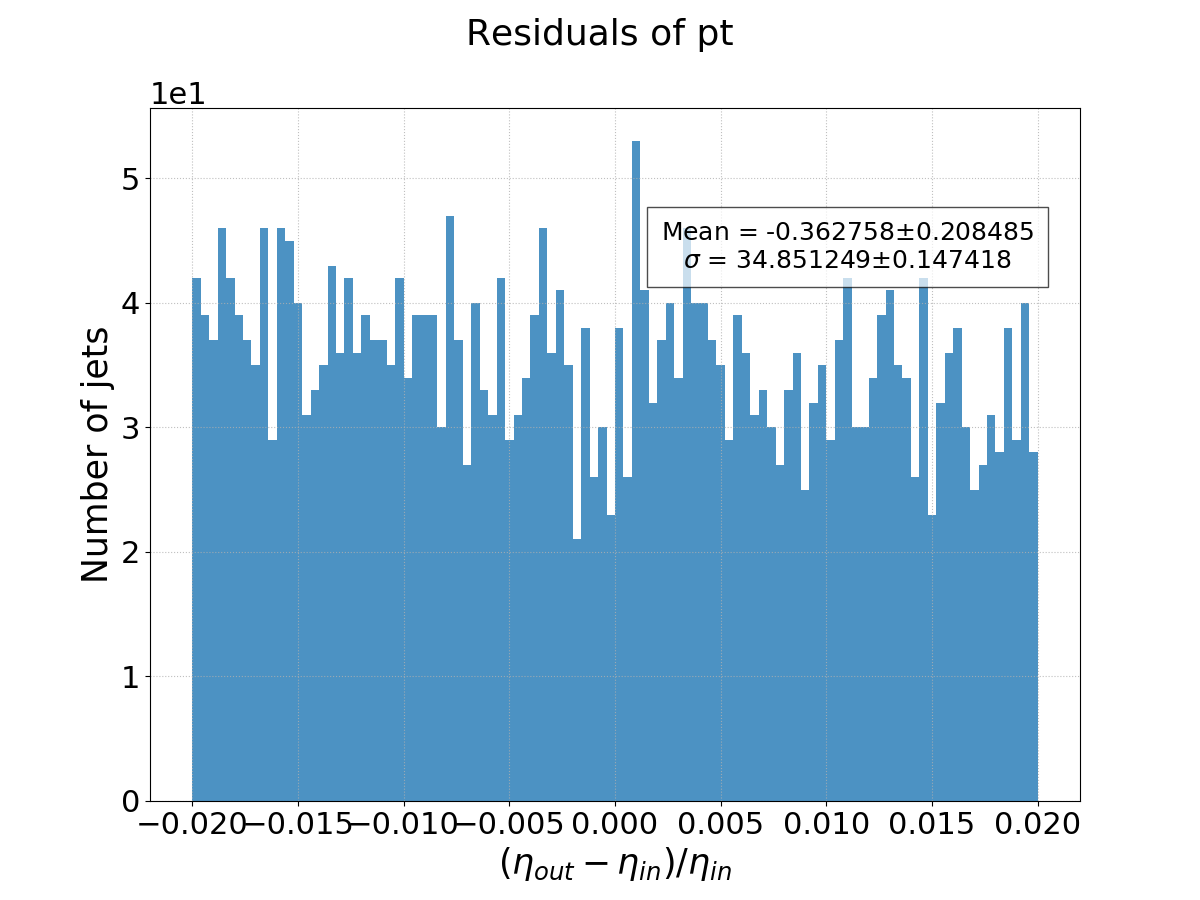 Residuals of pt
1e1
Mean = -0.362758±0.208485
σ = 34.851249±0.147418
Number of jets
5
4
3
2
1
0
−0.020 −0.015 −0.010 −0.005 0.000 0.005 0.010 0.015 0.020
(η_out − η_in)/η_in